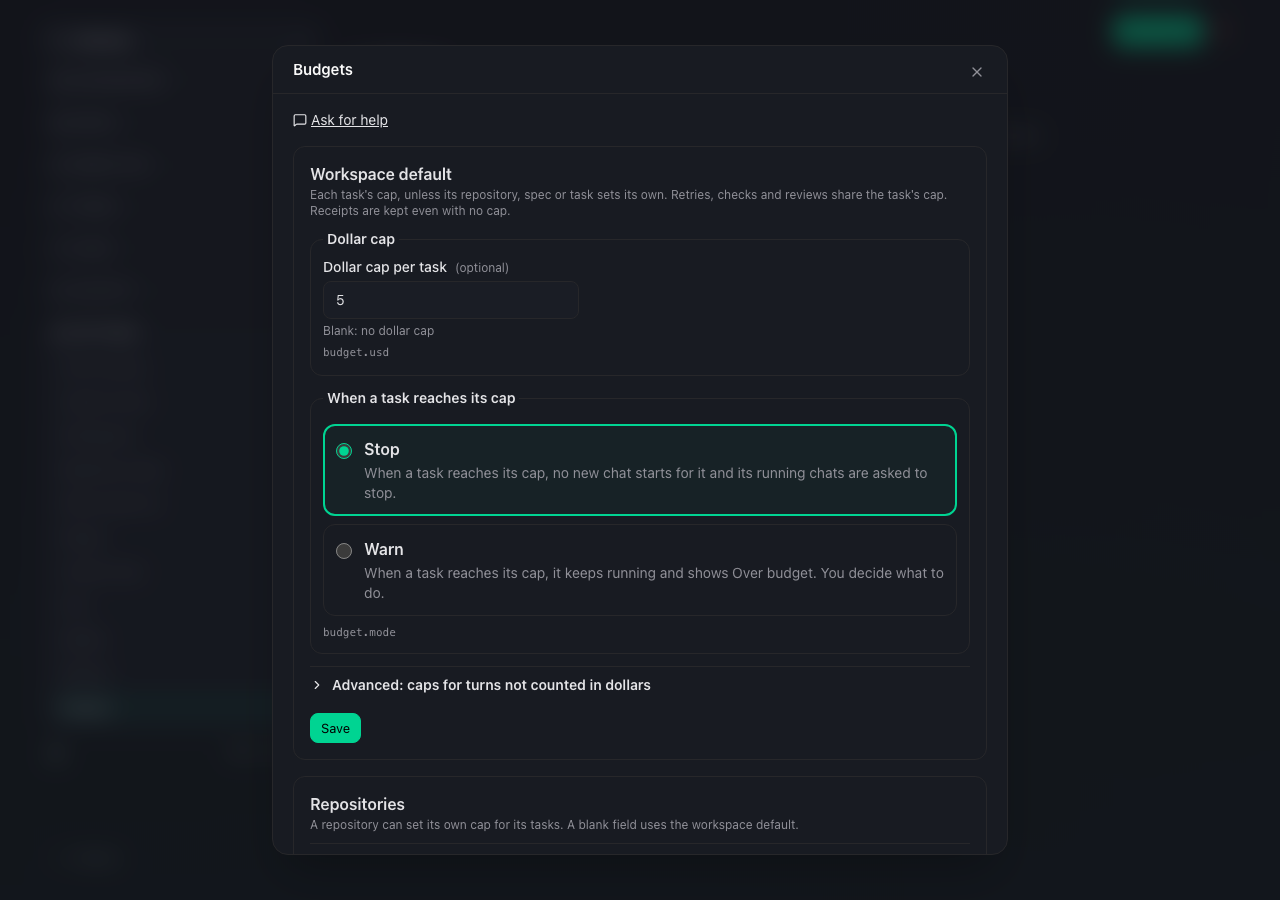 Budgets
Ask for help
Workspace default
Each task's cap, unless its repository, spec or task sets its own. Retries, checks and reviews share the task's cap.
Receipts are kept even with no cap.
Dollar cap
Dollar cap per task (optional)
5
Blank: no dollar cap
budget.usd
When a task reaches its cap
Stop
When a task reaches its cap, no new chat starts for it and its running chats are asked to
stop.
Warn
When a task reaches its cap, it keeps running and shows Over budget. You decide what to
do.
budget.mode
Advanced: caps for turns not counted in dollars
Save
Repositories
A repository can set its own cap for its tasks. A blank field uses the workspace default.